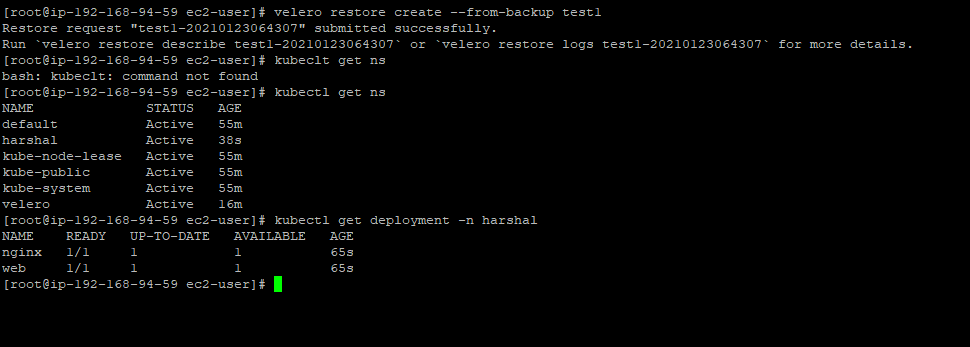 [root@ip-192-168-94-59 ec2-user]# velero restore create --from-backup test1
Restore request "test1-20210123064307" submitted successfully.
Run `velero restore describe test1-20210123064307` or `velero restore logs test1-20210123064307` for more details.
[root@ip-192-168-94-59 ec2-user]# kubeclt get ns
bash: kubeclt: command not found
[root@ip-192-168-94-59 ec2-user]# kubectl get ns
NAME              STATUS   AGE
default           Active   55m
harshal           Active   38s
kube-node-lease   Active   55m
kube-public       Active   55m
kube-system       Active   55m
velero            Active   16m
[root@ip-192-168-94-59 ec2-user]# kubectl get deployment -n harshal
NAME    READY   UP-TO-DATE   AVAILABLE   AGE
nginx   1/1     1            1           65s
web     1/1     1            1           65s
[root@ip-192-168-94-59 ec2-user]#